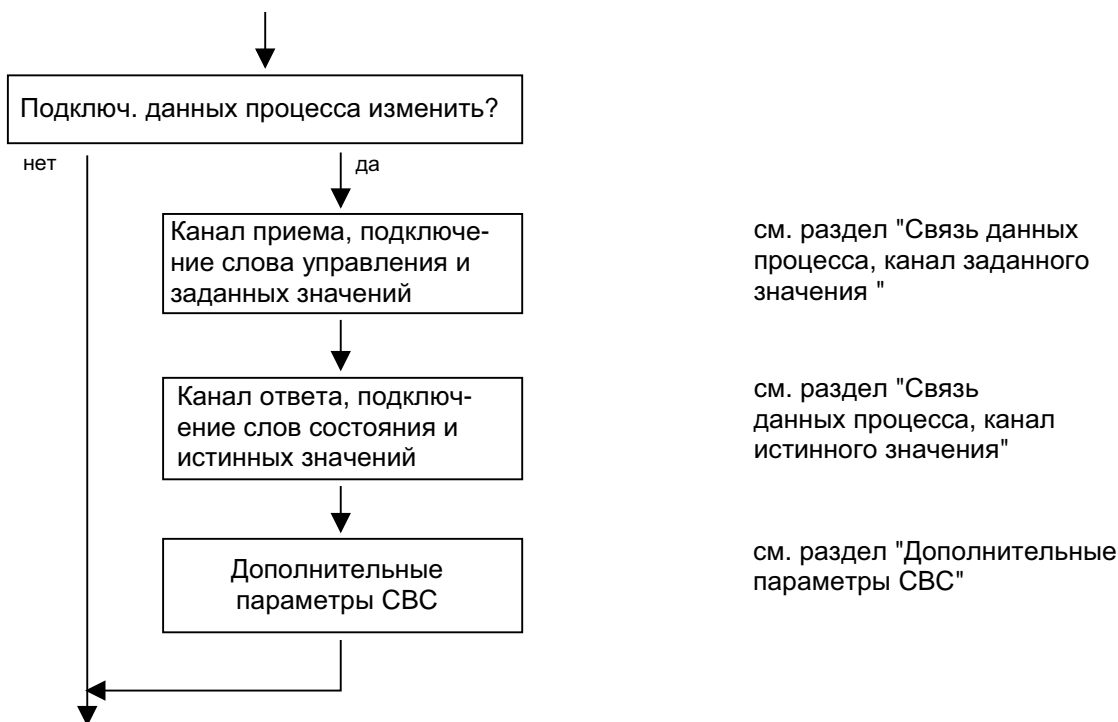 Подключ. данных процесса изменить?
нет
да
Канал приема, подключе-
ние слова управления и
заданных значений
см. раздел "Связь данных
процесса, канал заданного
значения "
Канал ответа, подключ-
ение слов состояния и
истинных значений
см. раздел "Связь
данных процесса, канал
истинного значения"
Дополнительные
параметры СВС
см. раздел "Дополнительные
параметры СВС"